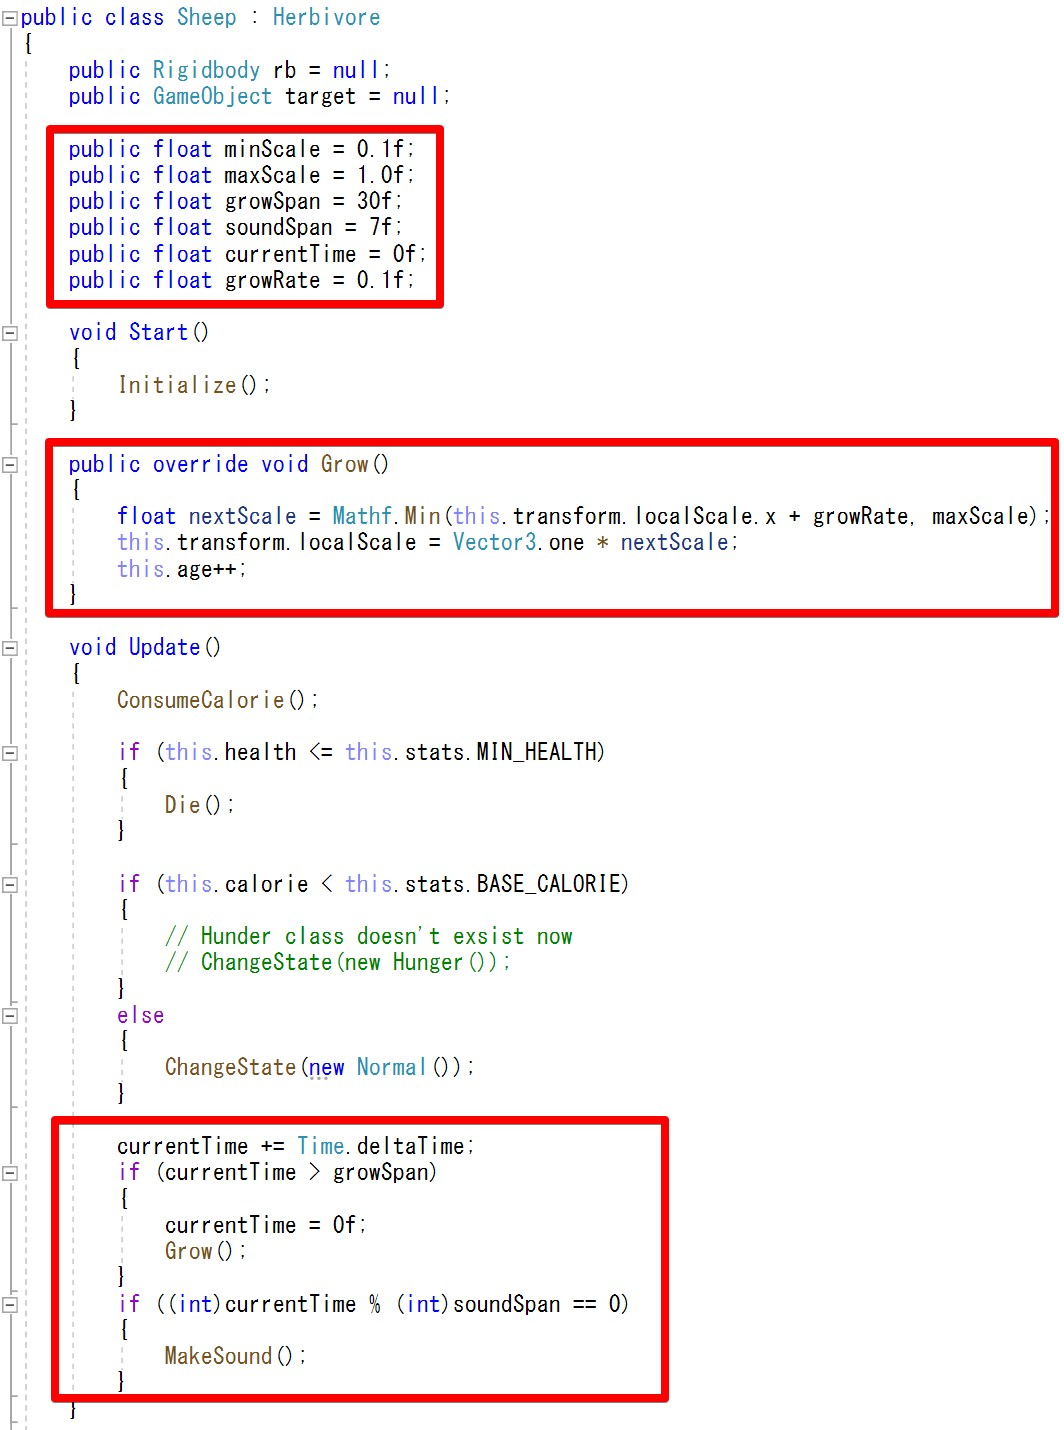 public class Sheep : Herbivore
{
public Rigidbody rb = null;
public GameObject target = null;
public float minScale = 0.1f;
public float maxScale = 1.0f;
public float growSpan = 30f;
public float soundSpan = 7f;
public float currentTime = 0f;
public float growRate = 0.1f;
void Start()
{
Initialize();
}
public override void Grow()
{
float nextScale = Mathf.Min(this.transform.localScale.x + growRate, maxScale);
this.transform.localScale = Vector3.one * nextScale;
this.age++;
}
void Update()
{
ConsumeCalorie();
if (this.health <= this.stats.MIN_HEALTH)
{
Die();
}
if (this.calorie < this.stats.BASE_CALORIE)
{
// Hunder class doesn't exsist now
// ChangeState(new Hunger());
}
else
{
ChangeState(new Normal());
}
currentTime += Time.deltaTime;
if (currentTime > growSpan)
{
currentTime = 0f;
Grow();
}
if ((int)currentTime % (int)soundSpan == 0)
{
MakeSound();
}
}